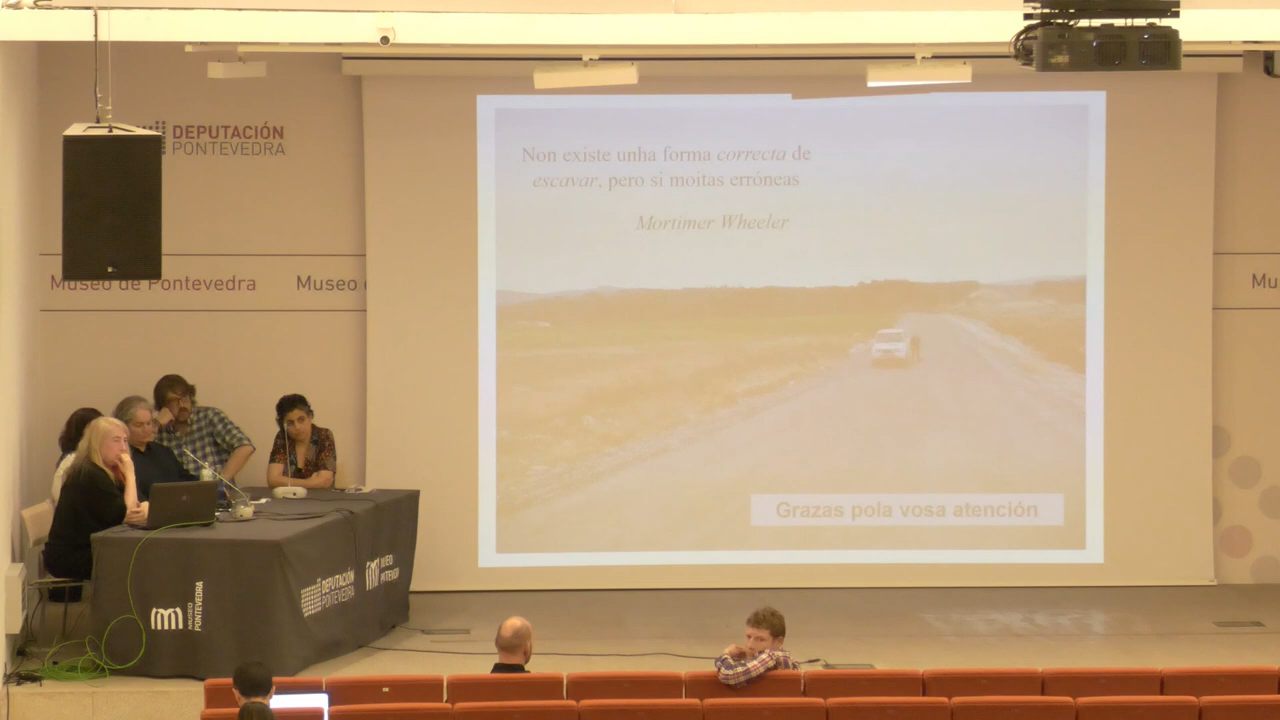 DEPUTACIÓN
PONTEVEDRA
Museo de Pontevedra
Museo
Mu
Non existe unha forma correcta de
escavar, pero si moitas erróneas
Mortimer Wheeler
Grazas pola vosa atención
MUSEO
PONTEVEDRA
DEPUTACIÓN
PONTEVEDRA
MUSEO
PONTEVEDRA